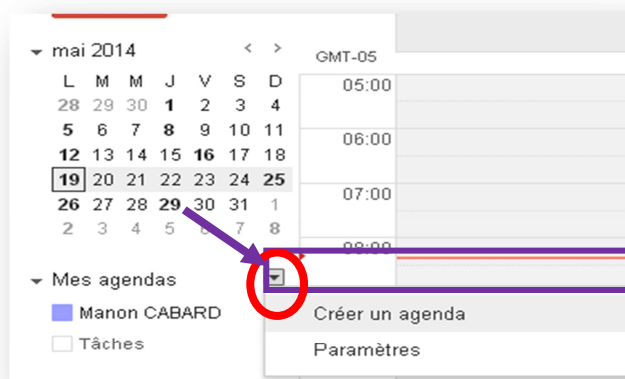 mai 2014 < >
GMT-05
L M M J V S D
28 29 30 1 2 3 4
05:00
5 6 7 8 9 10 11
06:00
12 13 14 15 16 17 18
19 20 21 22 23 24 25
07:00
26 27 28 29 30 31 1
2 3 4 5 6 7 8
08:00
Mes agendas
Manon CABARD
Créer un agenda
Tâches
Paramètres